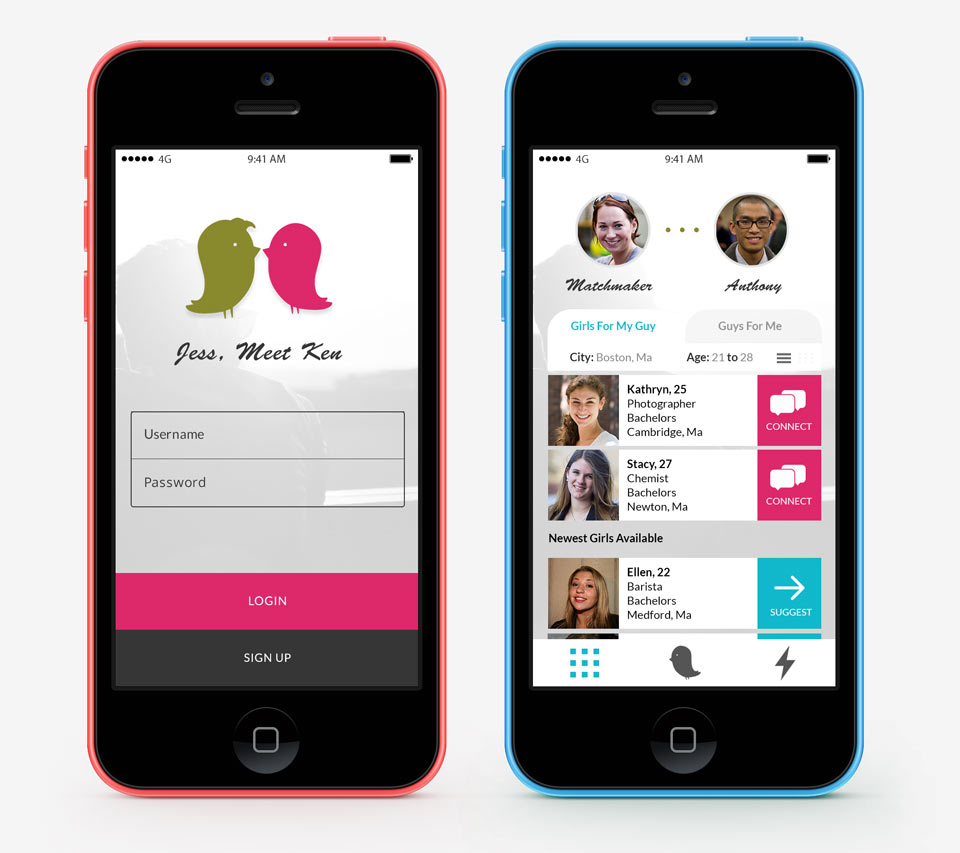 4G 9:41 AM
Jess, Meet Ken
Username
Password
LOGIN
SIGN UP
4G 9:41 AM
Matchmaker Anthony
Girls For My Guy Guys For Me
City: Boston, Ma Age: 21 to 28
Kathryn, 25
Photographer
Bachelors
Cambridge, Ma
CONNECT
Stacy, 27
Chemist
Bachelors
Newton, Ma
CONNECT
Newest Girls Available
Ellen, 22
Barista
Bachelors
Medford, Ma
SUGGEST